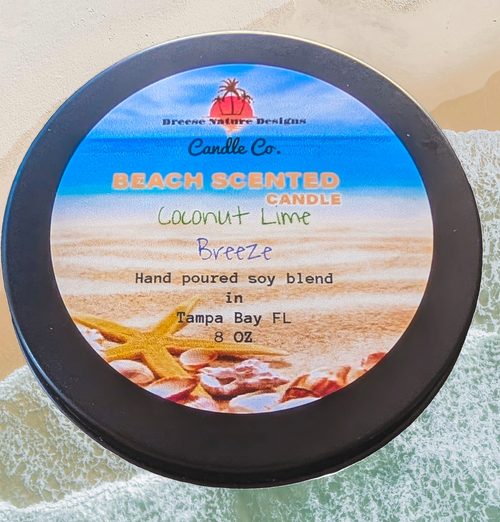 Breese Nature Designs
Candle Co.
BEACH SCENTED
CANDLE
Coconut Lime
Breeze
Hand poured soy blend
in
Tampa Bay FL
8 OZ